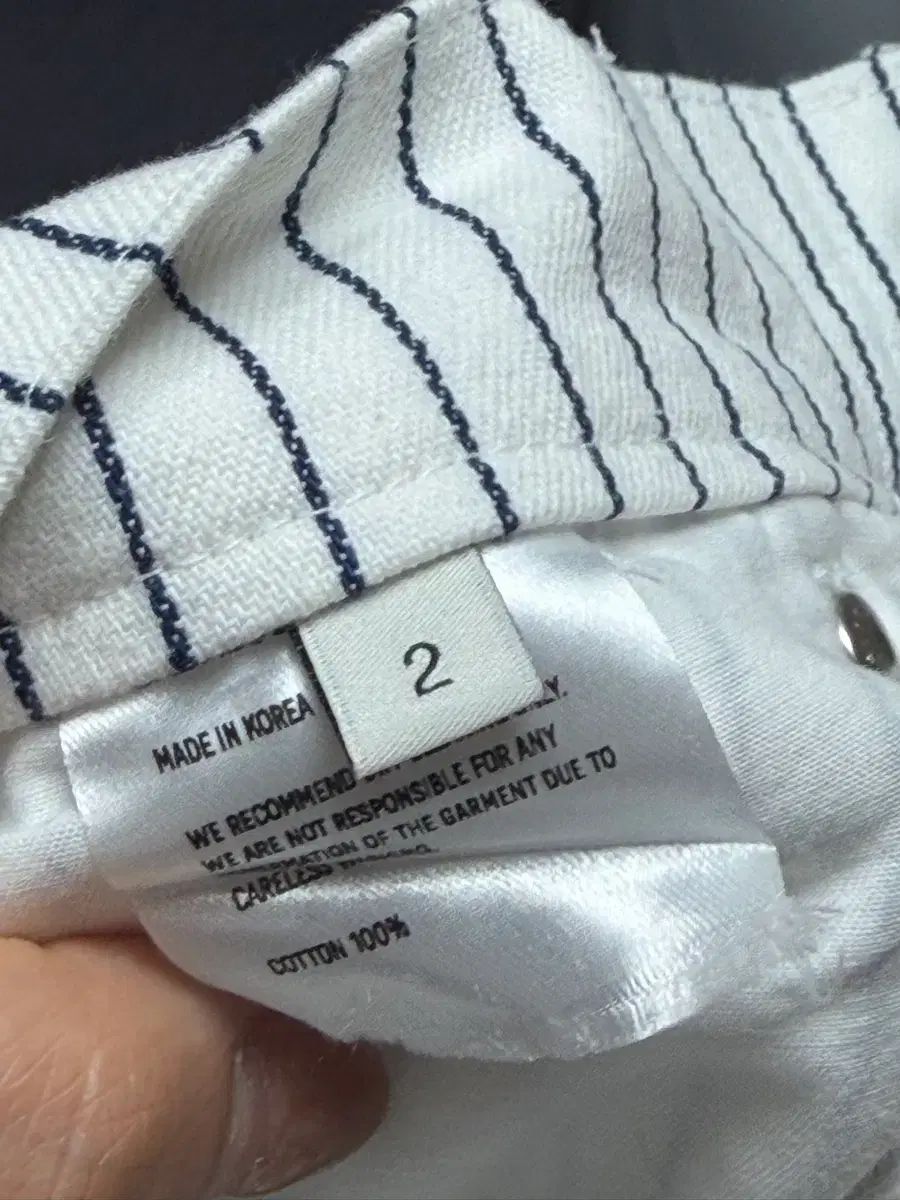 2
MADE IN KOREA
WE RECOMMEND
WE ARE NOT RESPONSIBLE FOR ANY
OF THE GARMENT DUE TO
CARELESS
COTTON 100%